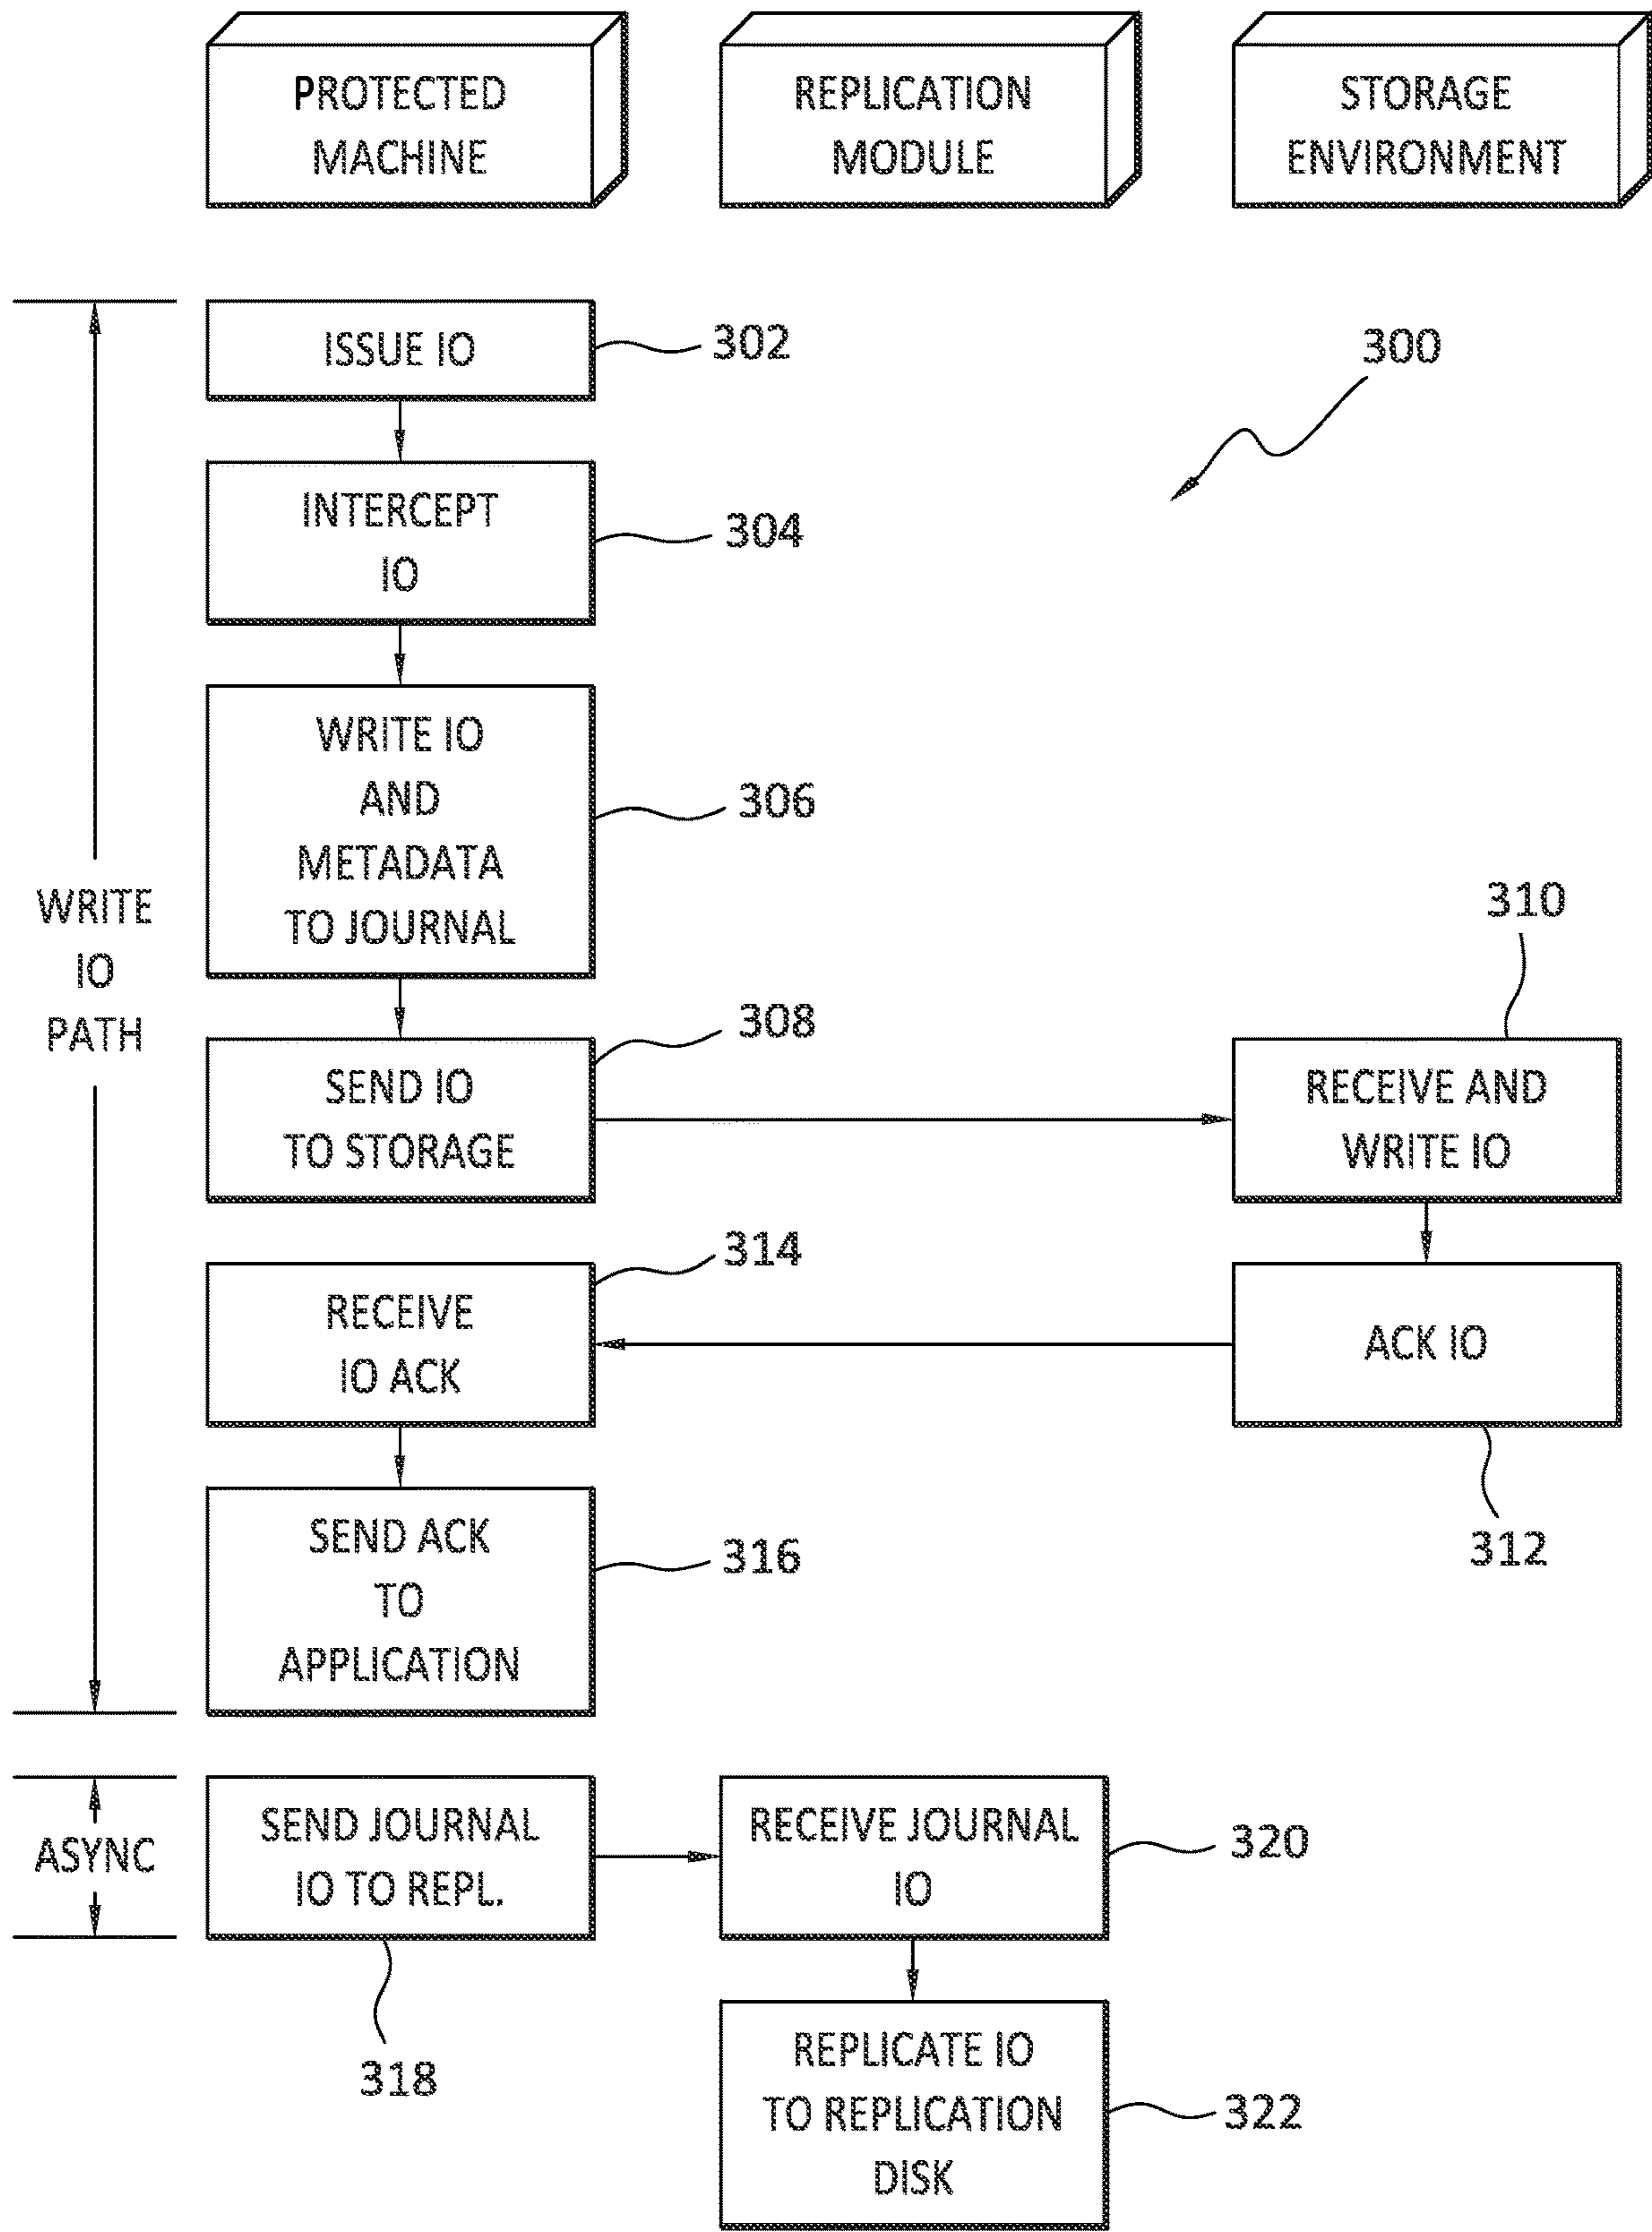 PROTECTED
MACHINE
REPLICATION
MODULE
STORAGE
ENVIRONMENT
ISSUE IO
302
300
INTERCEPT
IO
304
WRITE IO
AND
METADATA
TO JOURNAL
306
WRITE
IO
PATH
310
308
SEND IO
TO STORAGE
RECEIVE AND
WRITE IO
314
RECEIVE
IO ACK
ACK IO
312
SEND ACK
TO
APPLICATION
316
ASYNC
SEND JOURNAL
IO TO REPL.
RECEIVE JOURNAL
IO
320
318
REPLICATE IO
TO REPLICATION
DISK
322